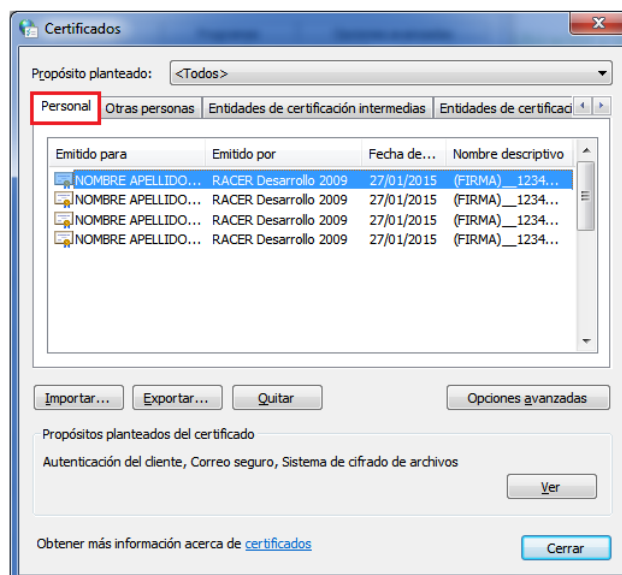 Certificados
Propósito planteado: <Todos>
Personal Otras personas Entidades de certificación intermedias Entidades de certificaci
Emitido para Emitido por Fecha de... Nombre descriptivo
NOMBRE APELLIDO... RACER Desarrollo 2009 27/01/2015 (FIRMA)__1234...
NOMBRE APELLIDO... RACER Desarrollo 2009 27/01/2015 (FIRMA)__1234...
NOMBRE APELLIDO... RACER Desarrollo 2009 27/01/2015 (FIRMA)__1234...
NOMBRE APELLIDO... RACER Desarrollo 2009 27/01/2015 (FIRMA)__1234...
Importar... Exportar... Quitar Opciones avanzadas
Propósitos planteados del certificado
Autenticación del cliente, Correo seguro, Sistema de cifrado de archivos
Ver
Obtener más información acerca de certificados
Cerrar